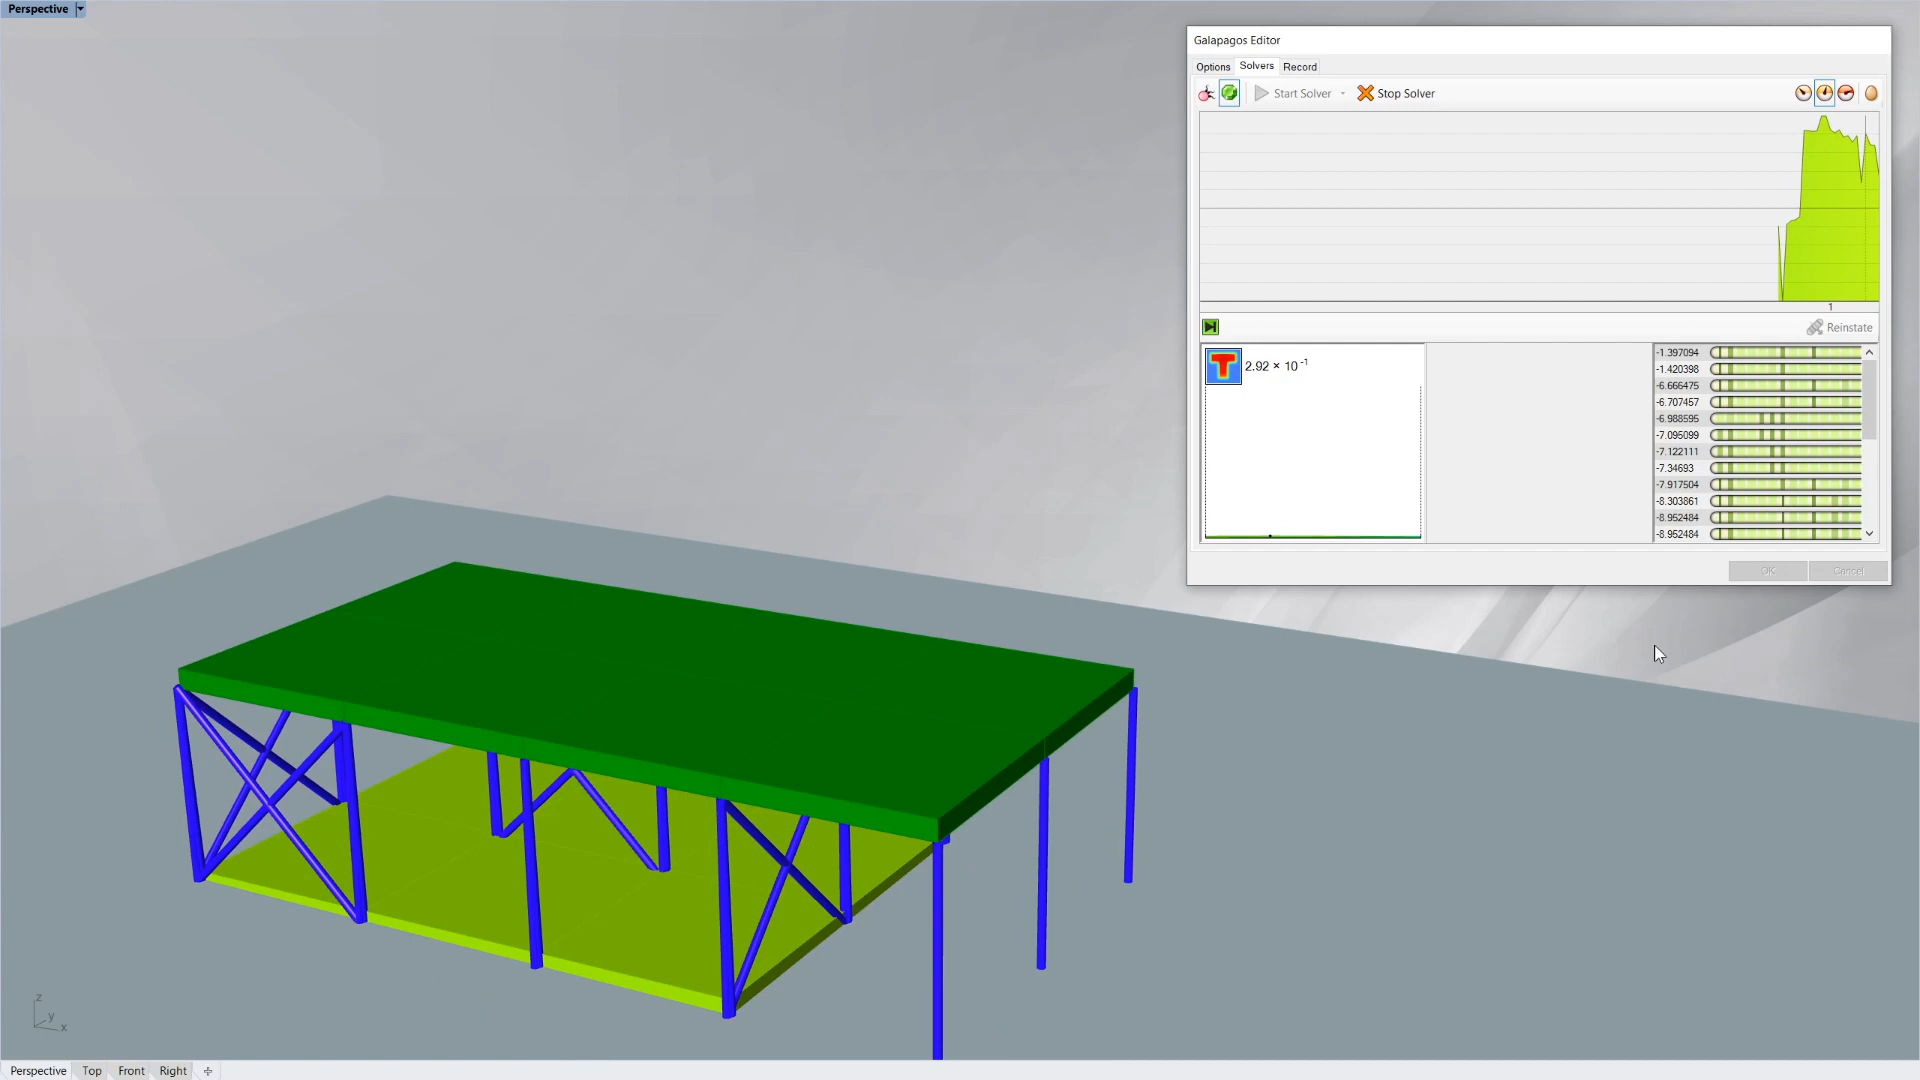 Perspective
Galapagos Editor
Options Solvers Record
Start Solver Stop Solver
1
Reinstate
T 2.92 × 10 -1
-1.397094
-1.420398
-6.666475
-6.707457
-6.988595
-7.095099
-7.122111
-7.34693
-7.917504
-8.303861
-8.952484
-8.952484
OK Cancel
z
y
x
Perspective Top Front Right